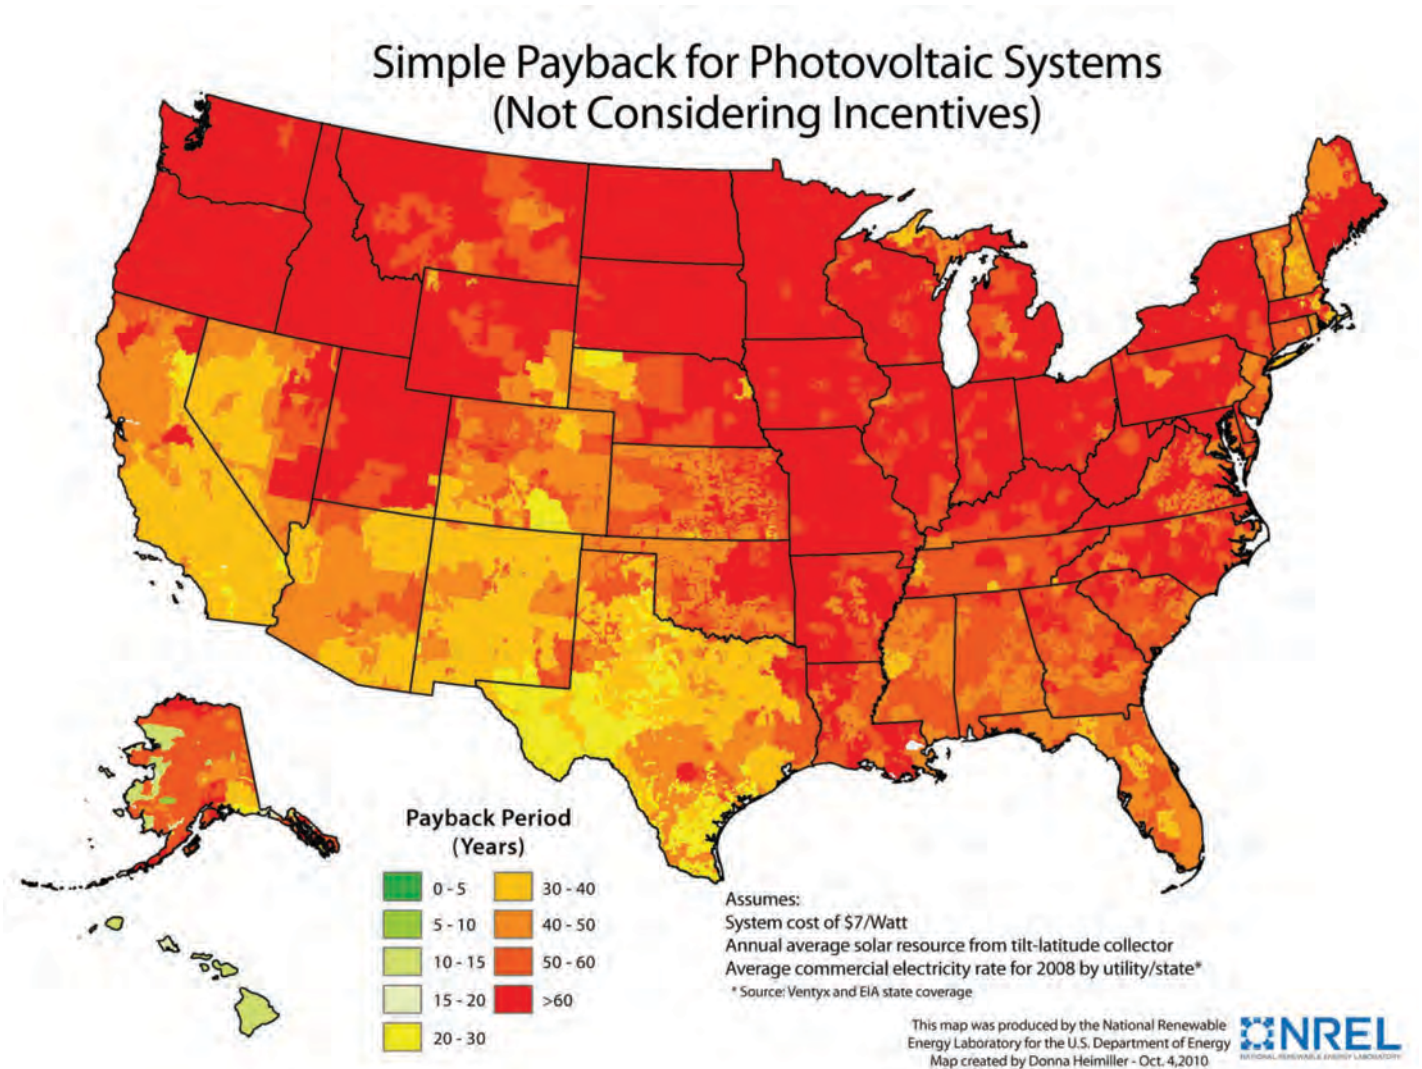 Simple Payback for Photovoltaic Systems
(Not Considering Incentives)
Payback Period
(Years)
0 - 5
5 - 10
10 - 15
15 - 20
20 - 30
30 - 40
40 - 50
50 - 60
>60
Assumes:
System cost of $7/Watt
Annual average solar resource from tilt-latitude collector
Average commercial electricity rate for 2008 by utility/state*
* Source: Ventyx and EIA state coverage
This map was produced by the National Renewable
Energy Laboratory for the U.S. Department of Energy
Map created by Donna Heimiller - Oct. 4,2010
NREL
NATIONAL RENEWABLE ENERGY LABORATORY